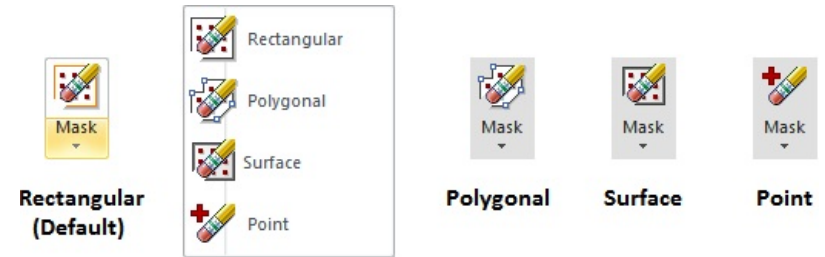 Mask
Rectangular
(Default)
Rectangular
Polygonal
Surface
Point
Mask
Polygonal
Mask
Surface
Mask
Point